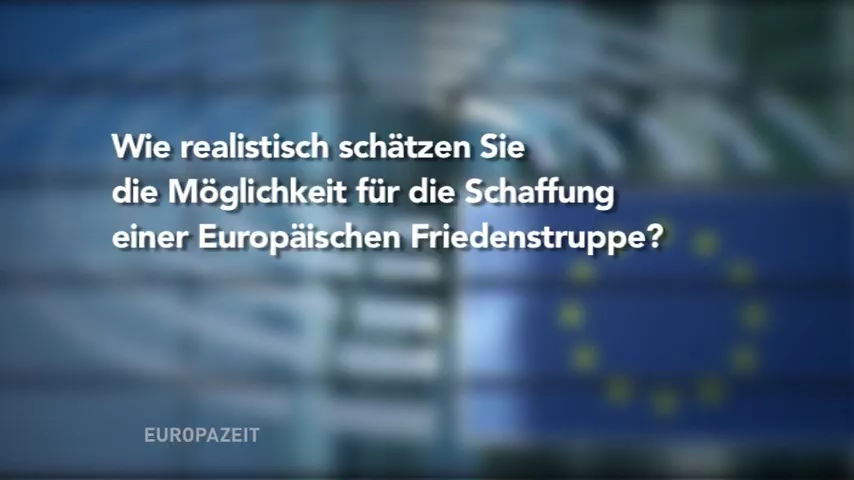 Wie realistisch schätzen Sie
die Möglichkeit für die Schaffung
einer Europäischen Friedenstruppe?
EUROPAZEIT